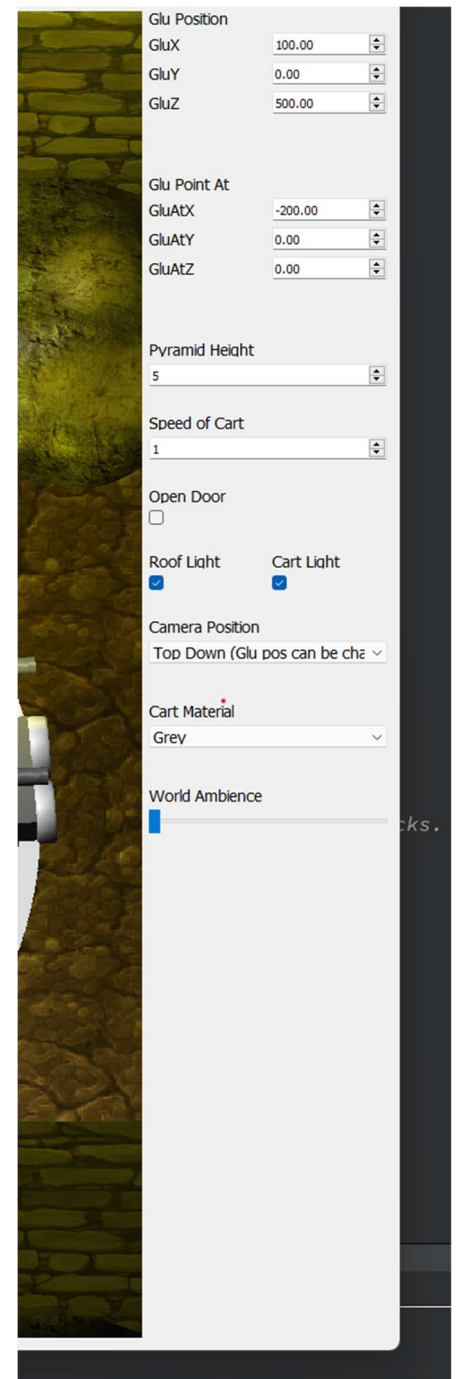 Glu Position
GluX 100.00
GluY 0.00
GluZ 500.00
Glu Point At
GluAtX -200.00
GluAtY 0.00
GluAtZ 0.00
Pyramid Height
5
Speed of Cart
1
Open Door
Roof Light Cart Light
Camera Position
Top Down (Glu pos can be cha
Cart Material
Grey
World Ambience
cks.